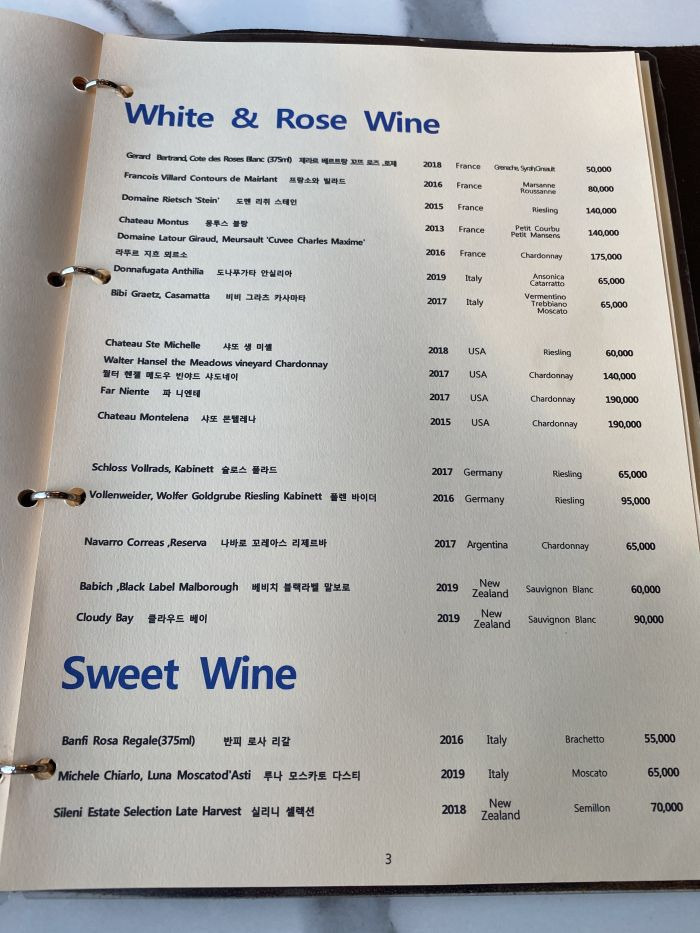 White & Rose Wine
Gerard Bertrand, Cote des Roses Blanc (375ml) 제라르 베르트랑 꼬뜨 로즈 ,로제 2018 France Grenache, Syrah,Cinsault 50,000
Francois Villard Contours de Mairlant 프랑소와 빌라드 2016 France Marsanne Roussanne 80,000
Domaine Rietsch 'Stein' 도멘 리취 스테인 2015 France Riesling 140,000
Chateau Montus 몽투스 블랑 2013 France Petit Courbu Petit Mansens 140,000
Domaine Latour Giraud, Meursault 'Cuvee Charles Maxime'
라뚜르 지흐 뫼르소 2016 France Chardonnay 175,000
Donnafugata Anthilia 도나푸가타 안실리아 2019 Italy Ansonica Catarratto 65,000
Bibi Graetz, Casamatta 비비 그라츠 카사마타 2017 Italy Vermentino Trebbiano Moscato 65,000
Chateau Ste Michelle 샤또 생 미셸 2018 USA Riesling 60,000
Walter Hansel the Meadows vineyard Chardonnay
월터 헨젤 메도우 빈야드 샤도네이 2017 USA Chardonnay 140,000
Far Niente 파 니엔테 2017 USA Chardonnay 190,000
Chateau Montelena 샤또 몬텔레나 2015 USA Chardonnay 190,000
Schloss Vollrads, Kabinett 슐로스 폴라드 2017 Germany Riesling 65,000
Vollenweider, Wolfer Goldgrube Riesling Kabinett 폴렌 바이더 2016 Germany Riesling 95,000
Navarro Correas ,Reserva 나바로 꼬레아스 리제르바 2017 Argentina Chardonnay 65,000
Babich ,Black Label Malborough 베비치 블랙라벨 말보로 2019 New Zealand Sauvignon Blanc 60,000
Cloudy Bay 클라우드 베이 2019 New Zealand Sauvignon Blanc 90,000
Sweet Wine
Banfi Rosa Regale(375ml) 반피 로사 리갈 2016 Italy Brachetto 55,000
Michele Chiarlo, Luna Moscatod'Asti 루나 모스카토 다스티 2019 Italy Moscato 65,000
Sileni Estate Selection Late Harvest 실리니 셀렉션 2018 New Zealand Semillon 70,000
3